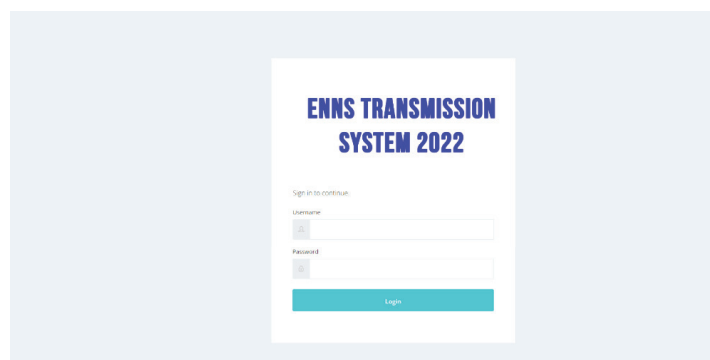 ENNS TRANSMISSION
SYSTEM 2022
Sign in to continue.
Username
Password
Login